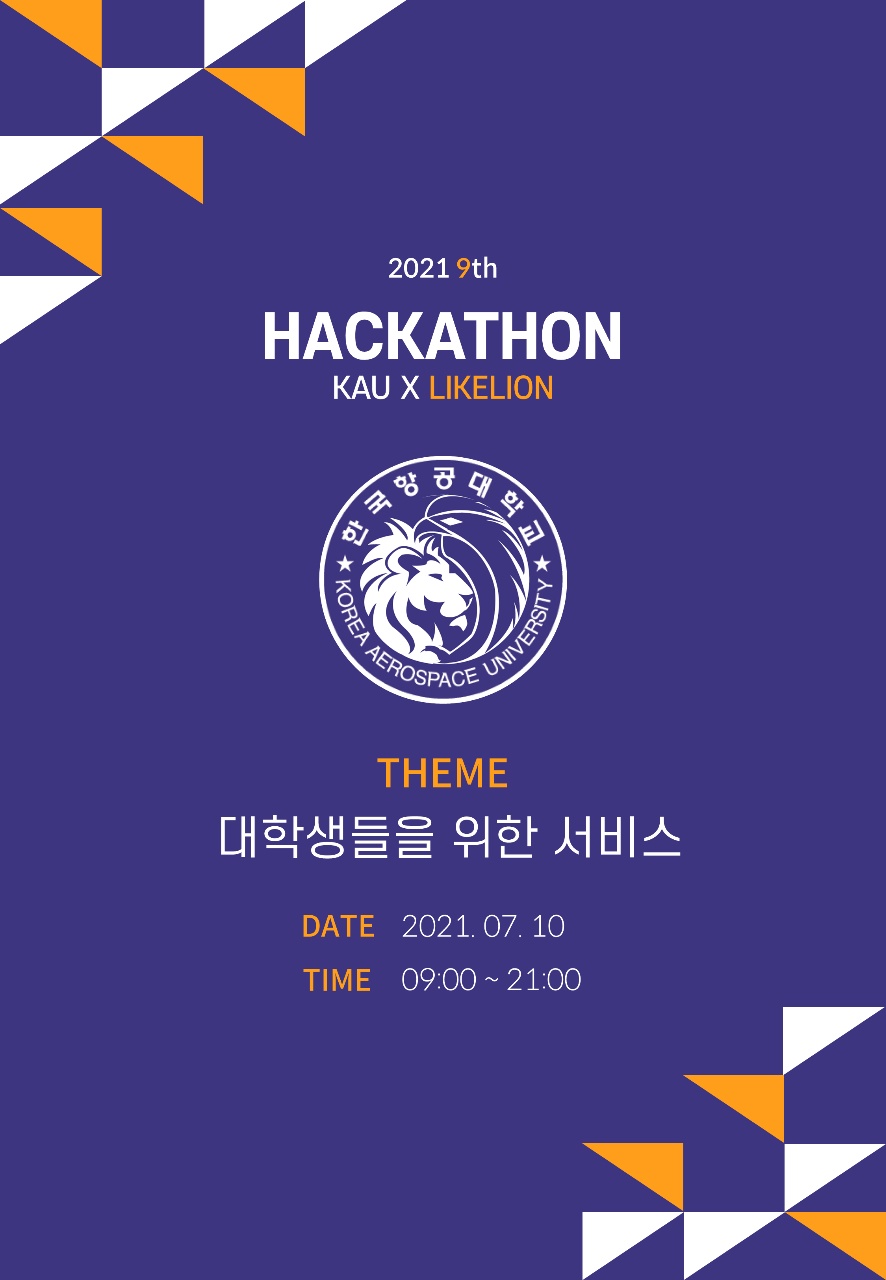 2021 9th
HACKATHON
KAU X LIKELION
한국항공대학교
★ KOREA AEROSPACE UNIVERSITY ★
THEME
대학생들을 위한 서비스
DATE 2021. 07. 10
TIME 09:00 ~ 21:00